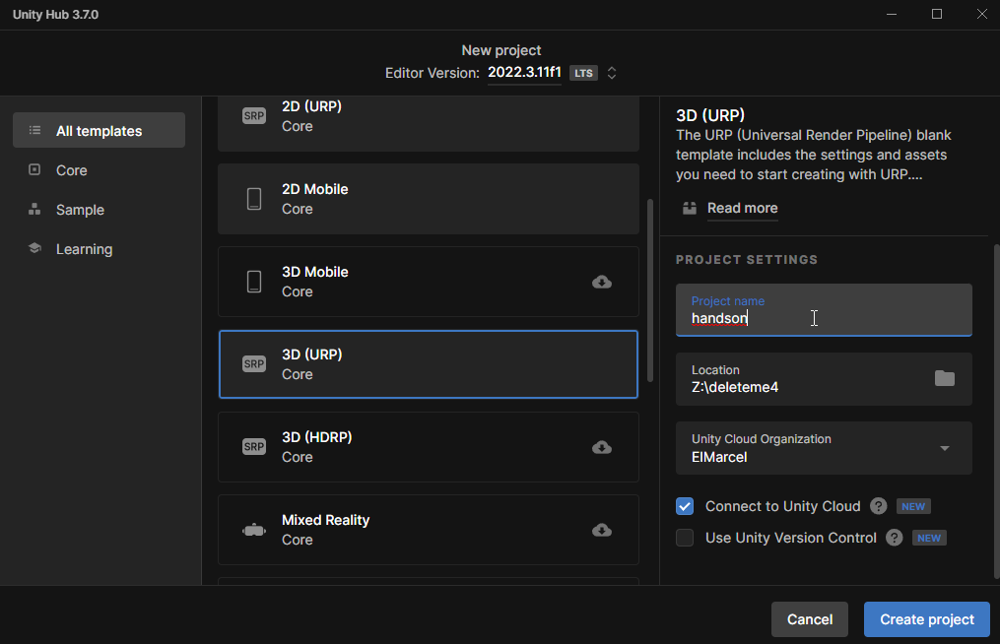 Unity Hub 3.7.0
New project
Editor Version: 2022.3.11f1 LTS
All templates
Core
Sample
Learning
SRP
2D (URP)
Core
2D Mobile
Core
3D Mobile
Core
SRP
3D (URP)
Core
SRP
3D (HDRP)
Core
Mixed Reality
Core
3D (URP)
The URP (Universal Render Pipeline) blank
template includes the settings and assets
you need to start creating with URP....
Read more
PROJECT SETTINGS
Project name
handson
Location
Z:\deleteme4
Unity Cloud Organization
ElMarcel
Connect to Unity Cloud ? NEW
Use Unity Version Control ? NEW
Cancel
Create project